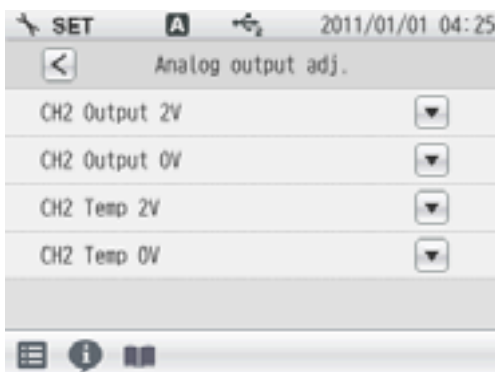 SET A 2011/01/01 04:25
Analog output adj.
CH2 Output 2V
CH2 Output 0V
CH2 Temp 2V
CH2 Temp 0V